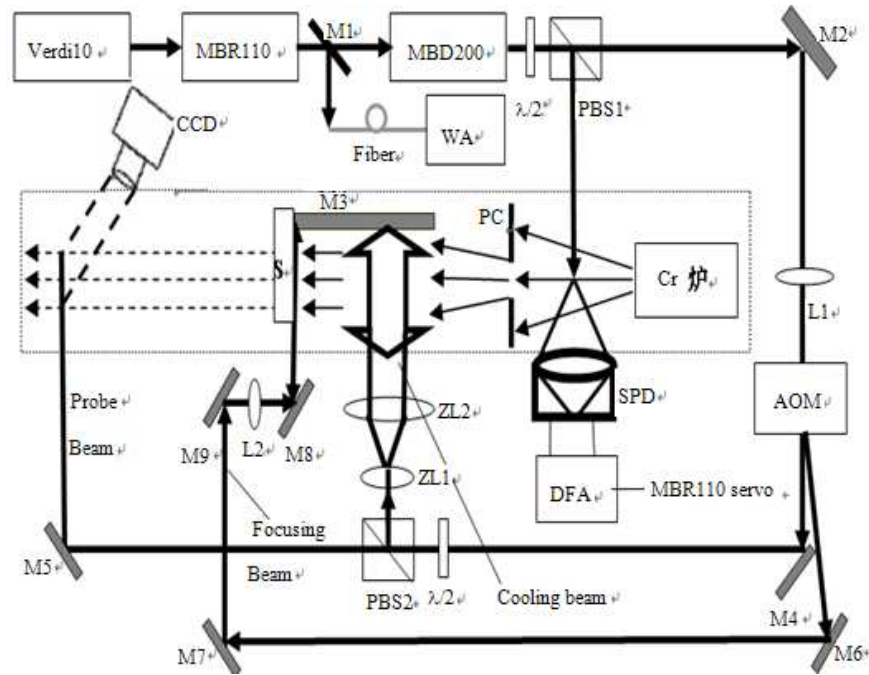 Verdi10
MBR110
M1
MBD200
λ/2
PBS1
M2
CCD
Fiber
WA
M3
PC
S
Cr 炉
L1
SPD
AOM
Probe
Beam
M9
L2
M8
ZL2
ZL1
DFA
MBR110 servo
Focusing
Beam
M5
PBS2
λ/2
Cooling beam
M4
M7
M6